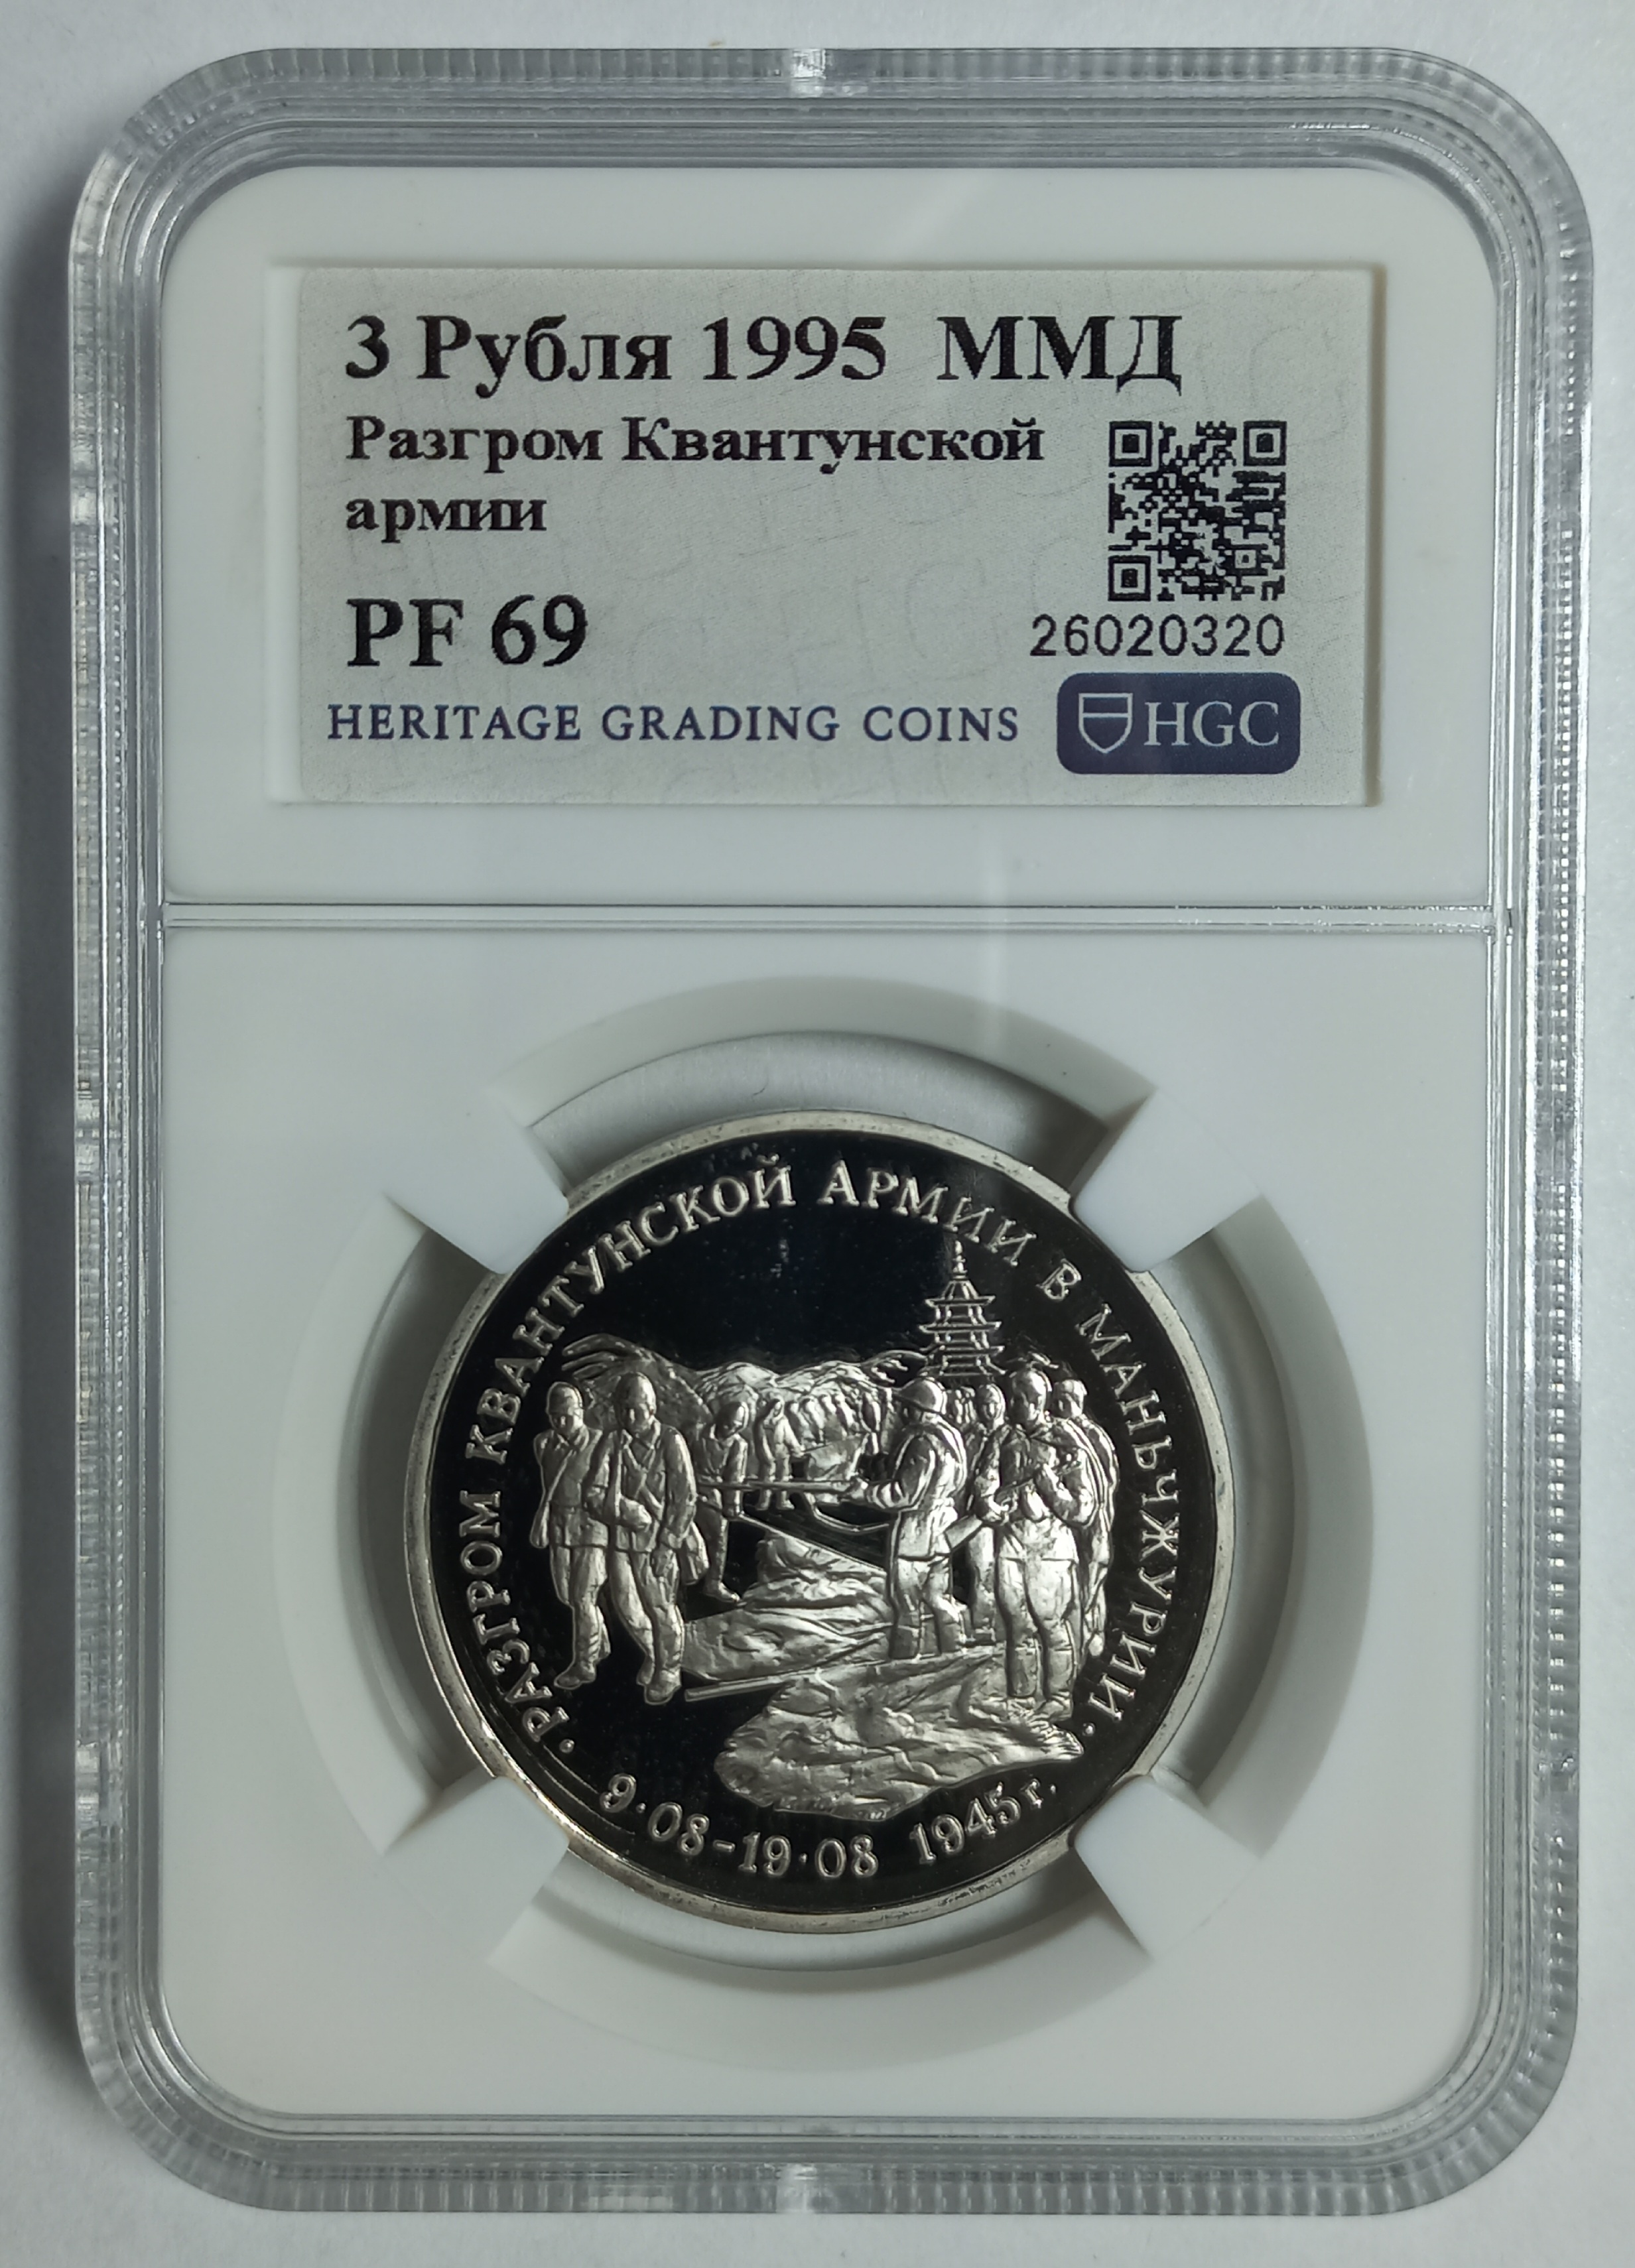 3 Рубля 1995 ММД
Разгром Квантунской
армии
PF 69
26020320
HERITAGE GRADING COINS
HGC
· РАЗГРОМ КВАНТУНСКОЙ АРМИИ В МАНЬЧЖУРИИ ·
9·08-19·08 1945г.